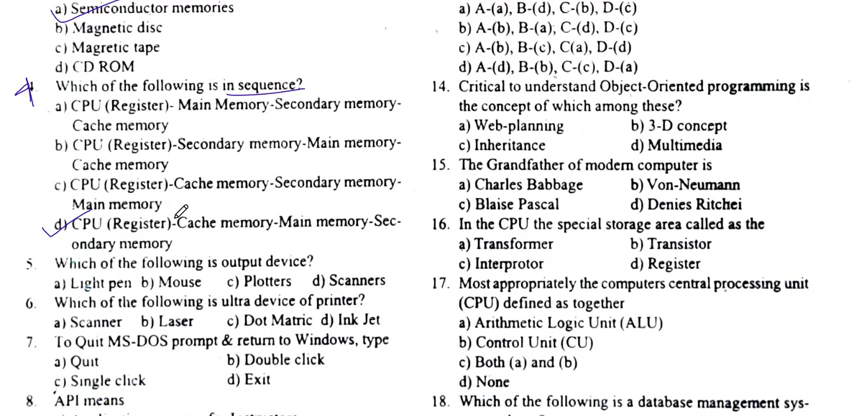 a) Semiconductor memories
b) Magnetic disc
c) Magretic tape
d) CD ROM
Which of the following is in sequence?
a) CPU (Register)- Main Memory-Secondary memory-
Cache memory
b) CPU (Register)-Secondary memory-Main memory-
Cache memory
c) CPU (Register)-Cache memory-Secondary memory-
Main memory
d) CPU (Register)-Cache memory-Main memory-Sec-
ondary memory
5. Which of the following is output device?
a) Light pen b) Mouse c) Plotters d) Scanners
6. Which of the following is ultra device of printer?
a) Scanner b) Laser c) Dot Matric d) Ink Jet
7. To Quit MS-DOS prompt & return to Windows, type
a) Quit b) Double click
c) Single click d) Exit
8. API means
a) A-(a), B-(d), C-(b), D-(c)
b) A-(b), B-(a), C-(d), D-(c)
c) A-(b), B-(c), C(a), D-(d)
d) A-(d), B-(b), C-(c), D-(a)
14. Critical to understand Object-Oriented programming is
the concept of which among these?
a) Web-planning b) 3-D concept
c) Inheritance d) Multimedia
15. The Grandfather of modern computer is
a) Charles Babbage b) Von-Neumann
c) Blaise Pascal d) Denies Ritchei
16. In the CPU the special storage area called as the
a) Transformer b) Transistor
c) Interprotor d) Register
17. Most appropriately the computers central processing unit
(CPU) defined as together
a) Arithmetic Logic Unit (ALU)
b) Control Unit (CU)
c) Both (a) and (b)
d) None
18. Which of the following is a database management sys-